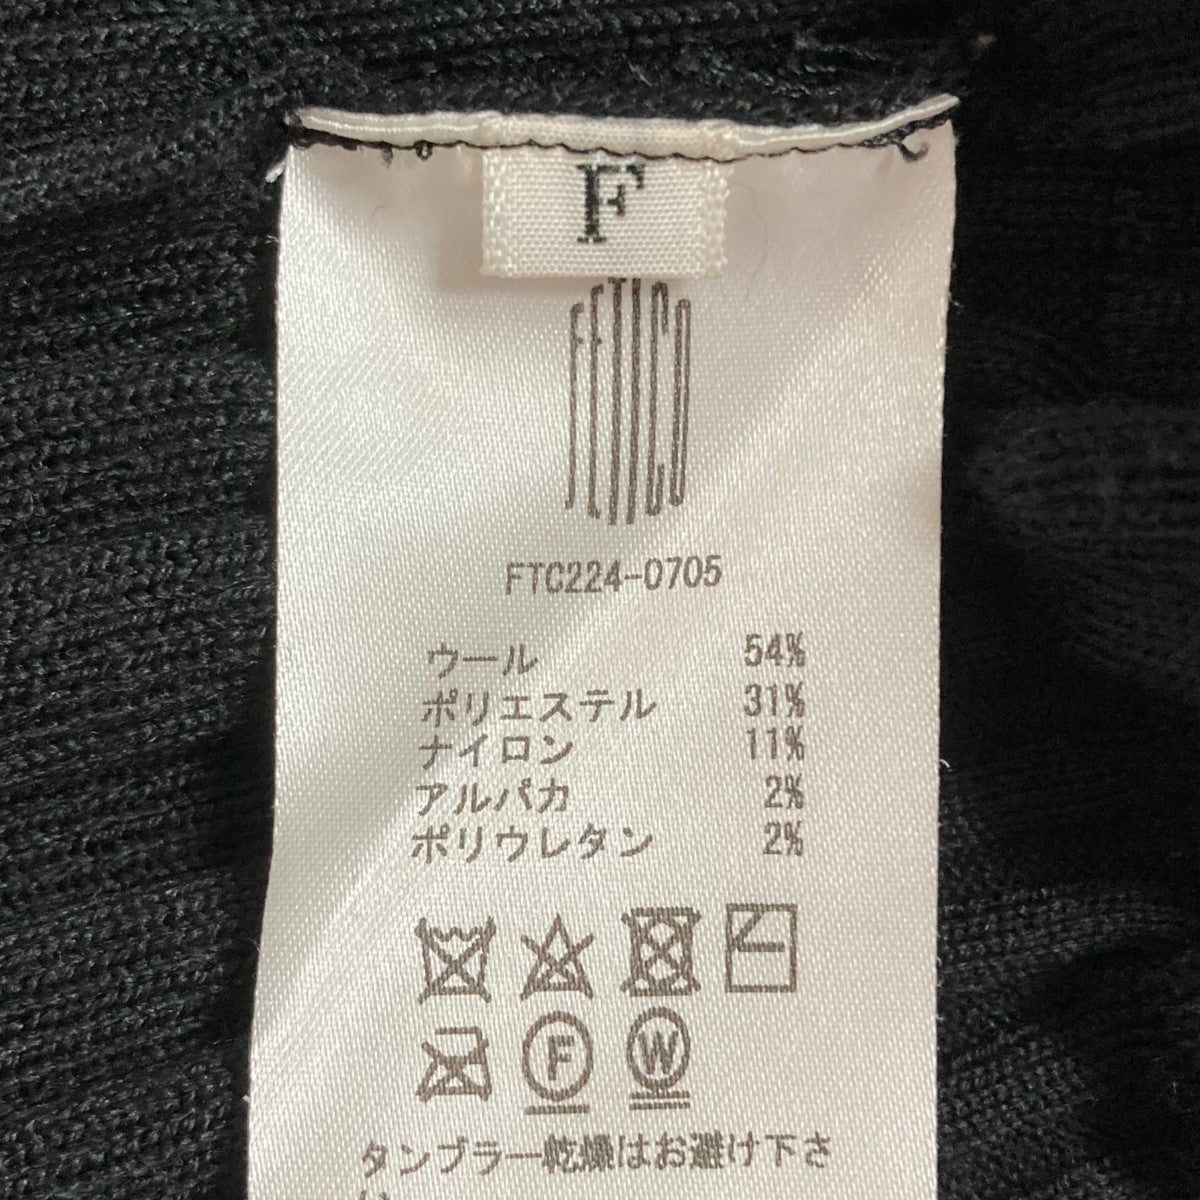 F
FETICO
FTC224-0705
ウール 54%
ポリエステル 31%
ナイロン 11%
アルパカ 2%
ポリウレタン 2%
F W
タンブラー乾燥はお避け下さ